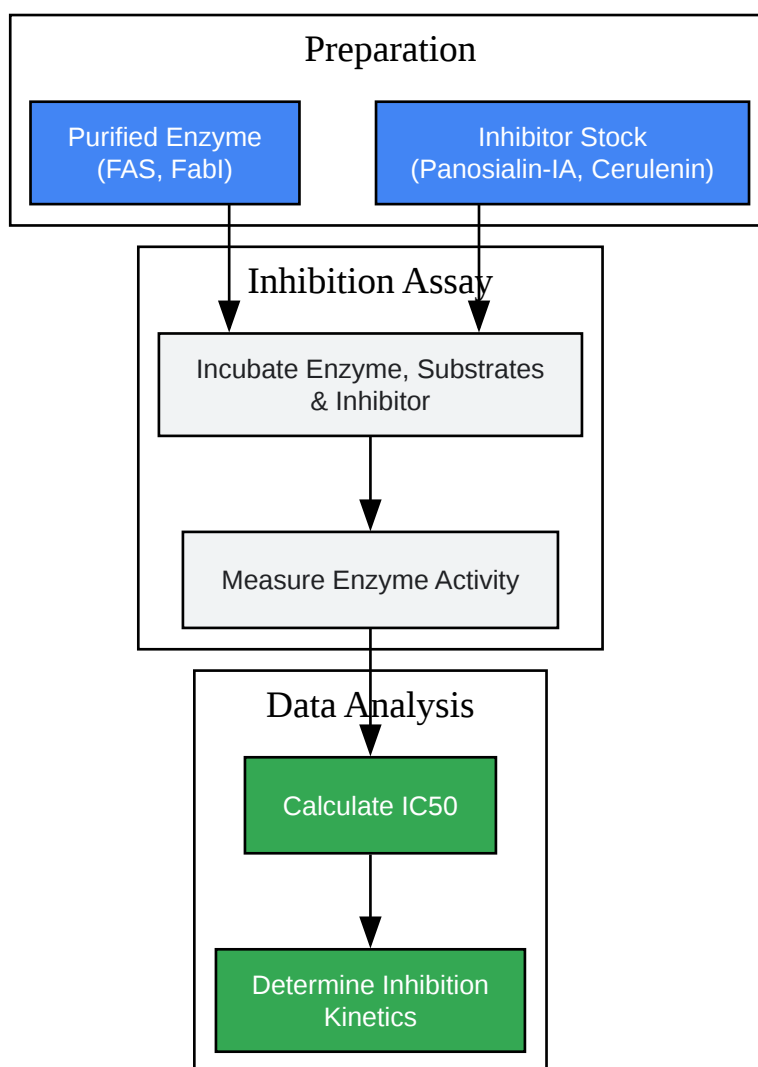 Preparation
Purified Enzyme
(FAS, FabI)
Inhibitor Stock
(Panosialin-IA, Cerulenin)
Inhibition Assay
Incubate Enzyme, Substrates
& Inhibitor
Measure Enzyme Activity
Data Analysis
Calculate IC50
Determine Inhibition
Kinetics